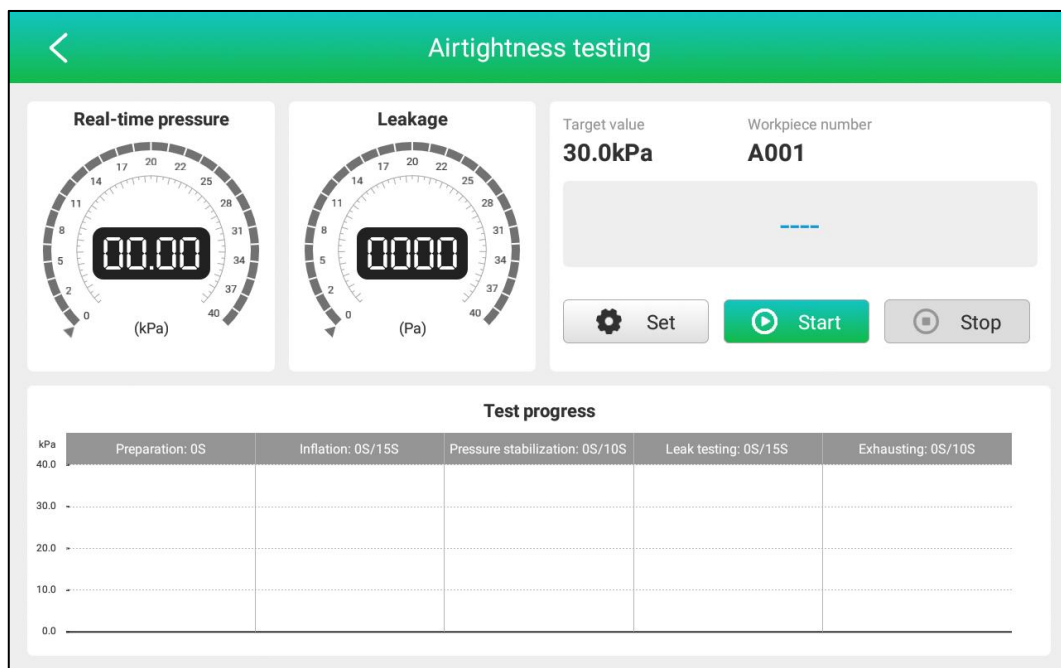 Airtightness testing
Real-time pressure
0
2
5
8
11
14
17
20
22
25
28
31
34
37
40
00.00
(kPa)
Leakage
0
2
5
8
11
14
17
20
22
25
28
31
34
37
40
0000
(Pa)
Target value
30.0kPa
Workpiece number
A001
----
Set
Start
Stop
Test progress
kPa
Preparation: 0S
Inflation: 0S/15S
Pressure stabilization: 0S/10S
Leak testing: 0S/15S
Exhausting: 0S/10S
40.0
30.0
20.0
10.0
0.0